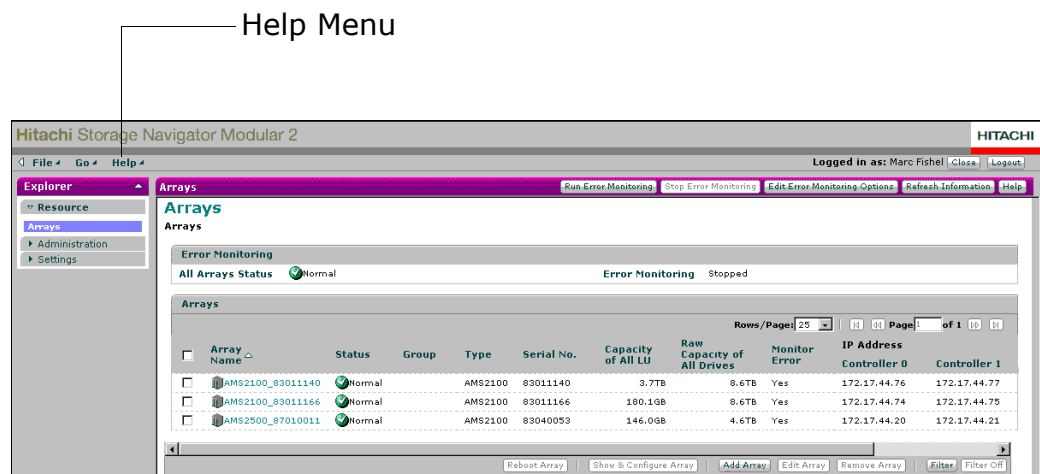 Help Menu
Hitachi Storage Navigator Modular 2
HITACHI
File Go Help
Logged in as: Marc Fishel Close Logout
Explorer
Arrays
Run Error Monitoring Stop Error Monitoring Edit Error Monitoring Options Refresh Information Help
Resource
Arrays
Administration
Settings
Arrays
Arrays
Error Monitoring
All Arrays Status Normal Error Monitoring Stopped
Arrays
Rows/Page: 25 Page 1 of 1
Array Name Status Group Type Serial No. Capacity of All LU Raw Capacity of All Drives Monitor Error IP Address Controller 0 Controller 1
AMS2100_83011140 Normal AMS2100 83011140 3.7TB 8.6TB Yes 172.17.44.76 172.17.44.77
AMS2100_83011166 Normal AMS2100 83011166 180.1GB 8.6TB Yes 172.17.44.74 172.17.44.75
AMS2500_87010011 Normal AMS2100 83040053 146.0GB 4.6TB Yes 172.17.44.20 172.17.44.21
Reboot Array Show & Configure Array Add Array Edit Array Remove Array Filter Filter Off